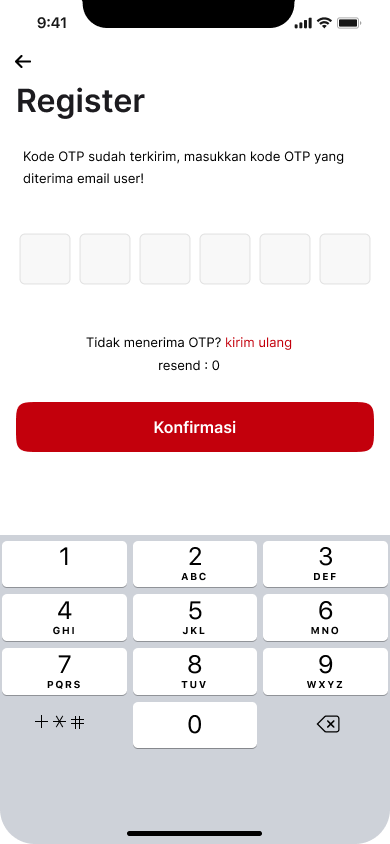 9:41
Register
Kode OTP sudah terkirim, masukkan kode OTP yang
diterima email user!
Tidak menerima OTP? kirim ulang
resend : 0
Konfirmasi
1 2 3
ABC DEF
4 5 6
GHI JKL MNO
7 8 9
PQRS TUV WXYZ
+*# 0